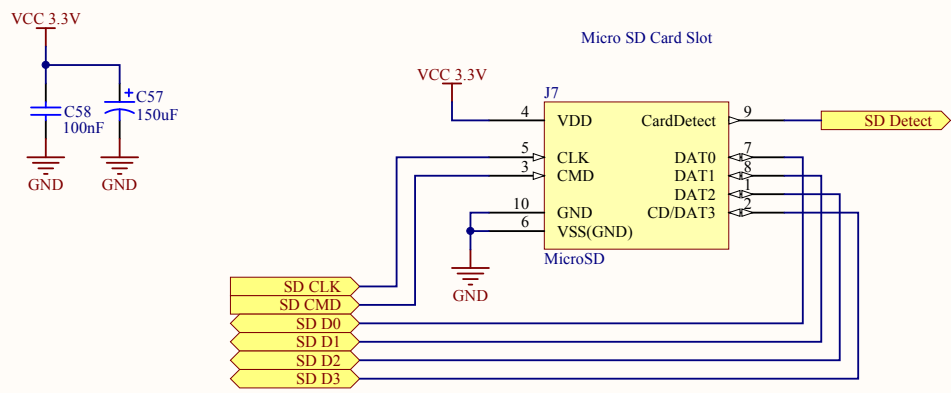 VCC 3.3V
Micro SD Card Slot
C57
150uF
C58
100nF
GND
GND
VCC 3.3V
J7
4 VDD CardDetect 9 SD Detect
5 CLK DAT0 7
3 CMD DAT1 8
DAT2 1
10 GND CD/DAT3 2
6 VSS(GND)
MicroSD
GND
SD CLK
SD CMD
SD D0
SD D1
SD D2
SD D3